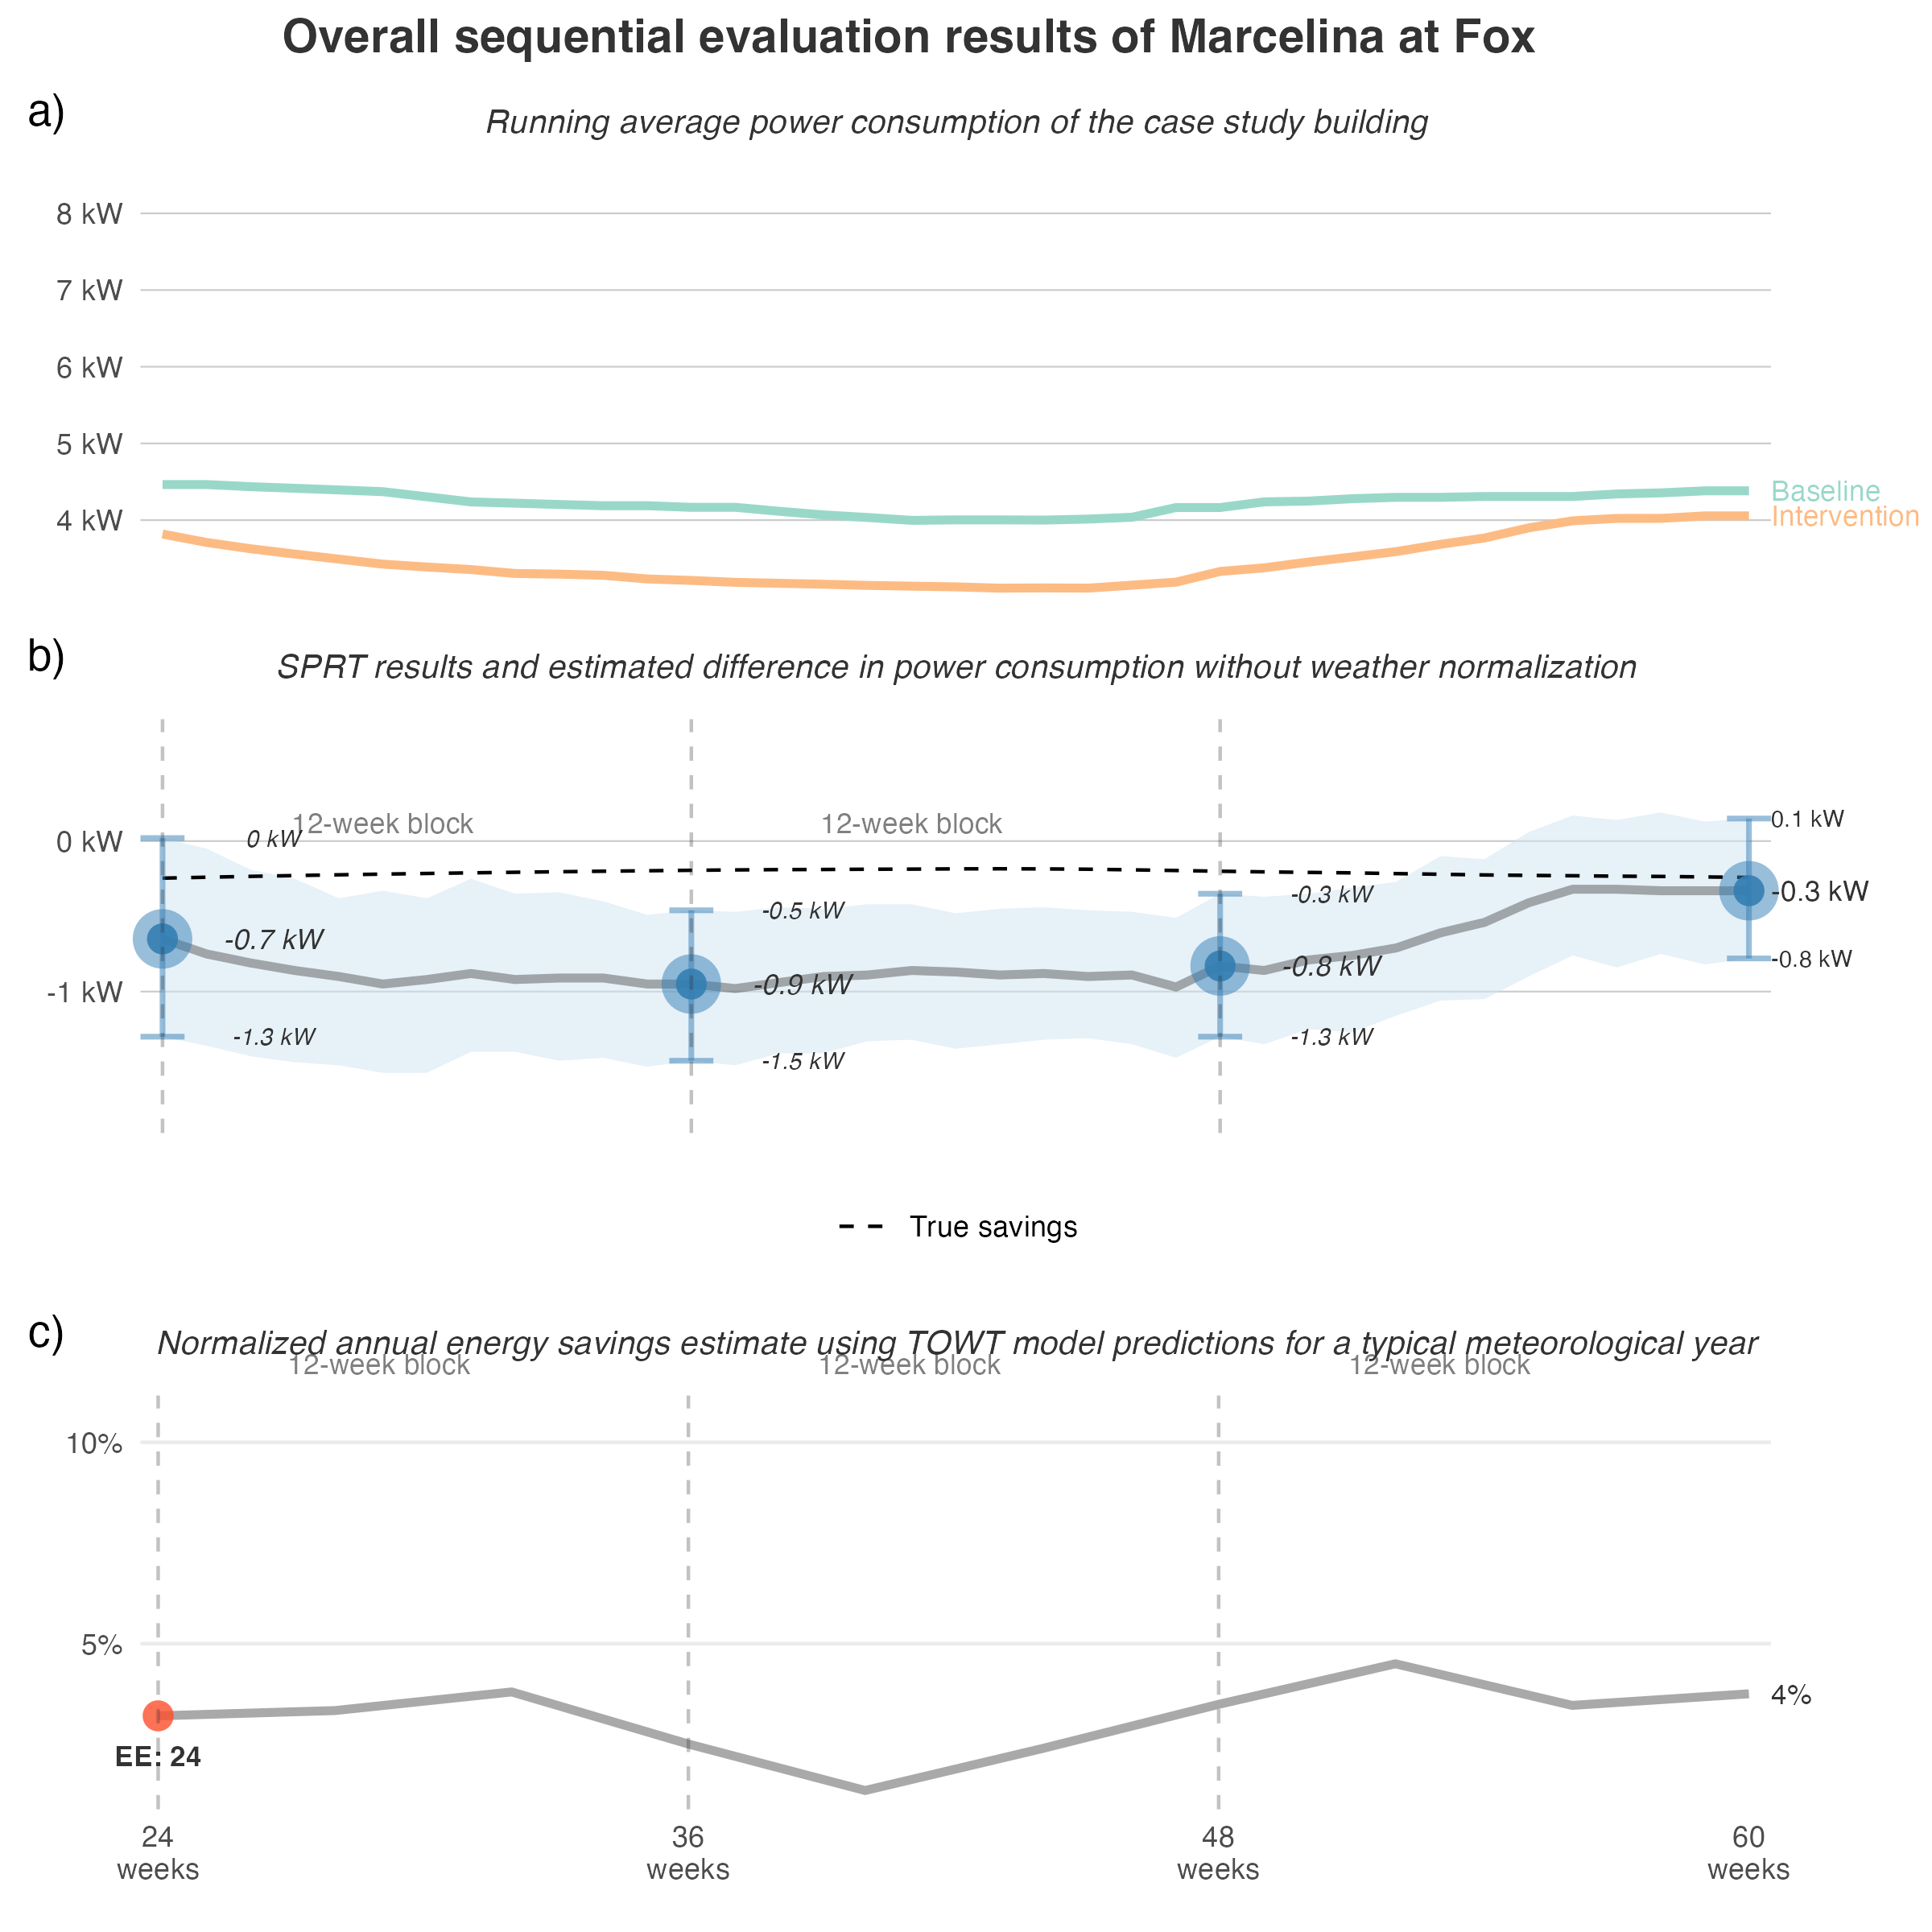 Overall sequential evaluation results of Marcelina at Fox
a)
Running average power consumption of the case study building
8 kW
7 kW
6 kW
5 kW
4 kW
Baseline
Intervention
b)
SPRT results and estimated difference in power consumption without weather normalization
12-week block
12-week block
0 kW
-1 kW
0 kW
-0.7 kW
-1.3 kW
-0.5 kW
-0.9 kW
-1.5 kW
-0.3 kW
-0.8 kW
-1.3 kW
0.1 kW
-0.3 kW
-0.8 kW
True savings
c)
Normalized annual energy savings estimate using TOWT model predictions for a typical meteorological year
12-week block
12-week block
12-week block
10%
5%
4%
EE: 24
24
weeks
36
weeks
48
weeks
60
weeks